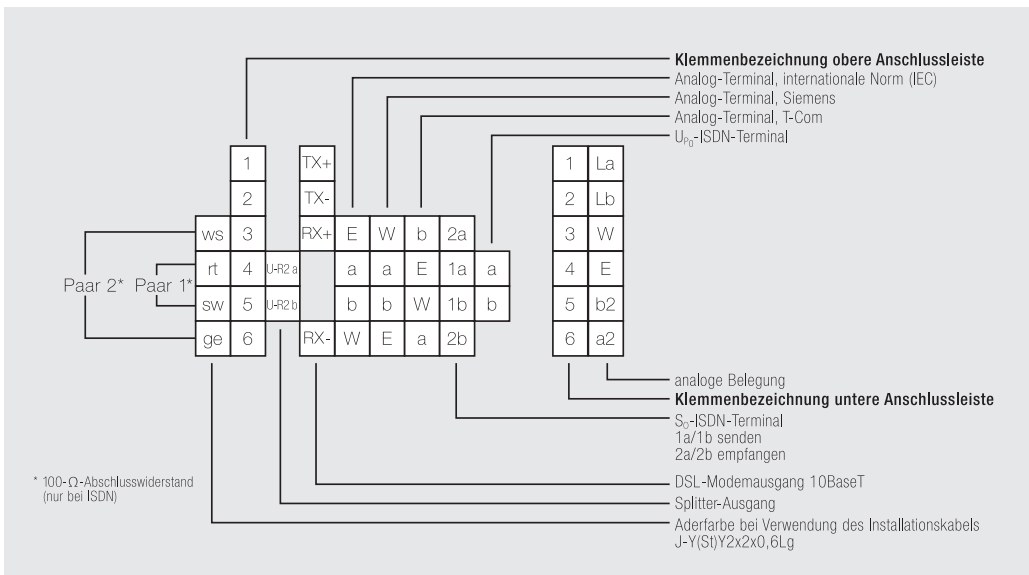 Klemmenbezeichnung obere Anschlussleiste
Analog-Terminal, internationale Norm (IEC)
Analog-Terminal, Siemens
Analog-Terminal, T-Com
UP0-ISDN-Terminal
1 TX+ 1 La
2 TX- 2 Lb
ws 3 RX+ E W b 2a 3 W
rt 4 U-R2 a a a E 1a a 4 E
Paar 2* Paar 1*
sw 5 U-R2 b b b W 1b b 5 b2
ge 6 RX- W E a 2b 6 a2
analoge Belegung
Klemmenbezeichnung untere Anschlussleiste
S0-ISDN-Terminal
1a/1b senden
2a/2b empfangen
* 100-Ω-Abschlusswiderstand
(nur bei ISDN)
DSL-Modemausgang 10BaseT
Splitter-Ausgang
Aderfarbe bei Verwendung des Installationskabels
J-Y(St)Y2x2x0,6Lg